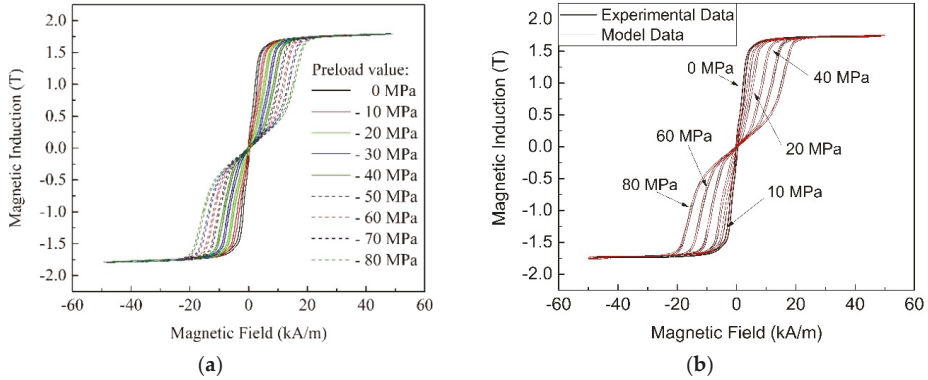 2.0
1.5
1.0
0.5
0.0
-0.5
-1.0
-1.5
-2.0
Magnetic Induction (T)
Preload value:
0 MPa
- 10 MPa
- 20 MPa
- 30 MPa
- 40 MPa
- 50 MPa
- 60 MPa
- 70 MPa
- 80 MPa
-60 -40 -20 0 20 40 60
Magnetic Field (kA/m)
(a)
Experimental Data
Model Data
2.0
1.5
1.0
0.5
0.0
-0.5
-1.0
-1.5
-2.0
Magnetic Induction (T)
0 MPa
40 MPa
20 MPa
60 MPa
80 MPa
10 MPa
-60 -40 -20 0 20 40 60
Magnetic Field (kA/m)
(b)